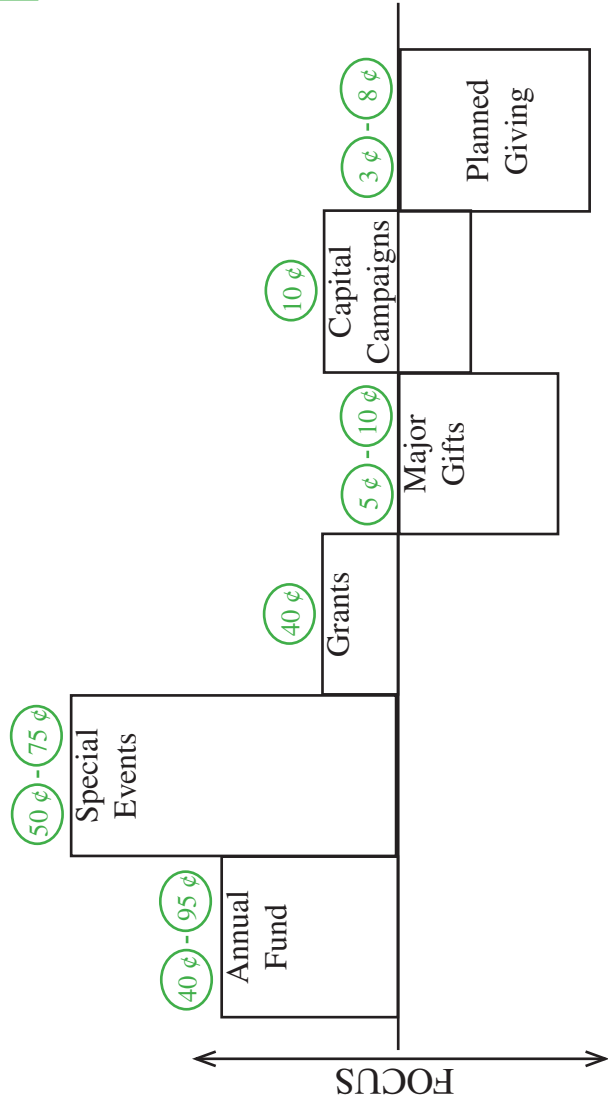 50 ¢ - 75 ¢
Special
Events
40 ¢ - 95 ¢
Annual
Fund
40 ¢
Grants
10 ¢
Capital
Campaigns
5 ¢ - 10 ¢
Major
Gifts
3 ¢ - 8 ¢
Planned
Giving
FOCUS